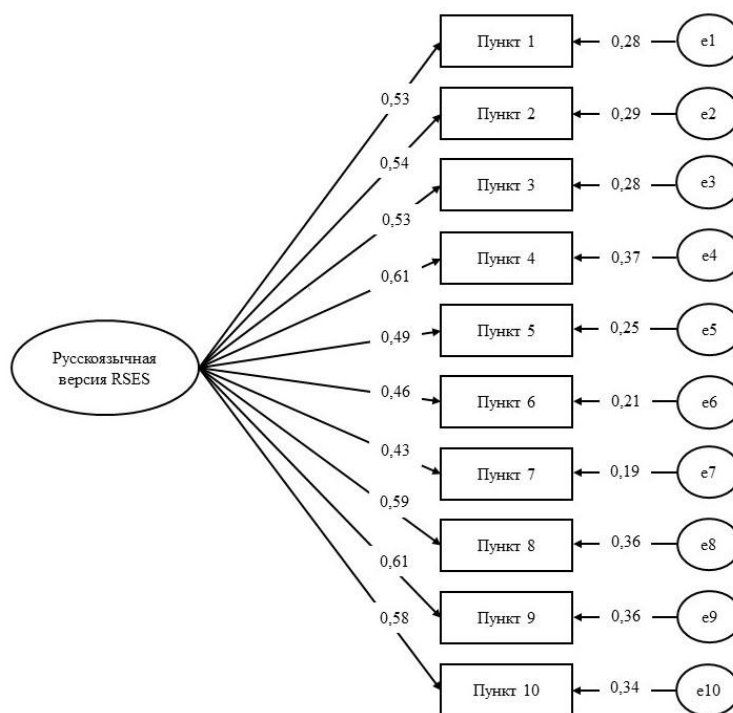 Пункт 1
0,28
e1
0,53
Пункт 2
0,29
e2
0,54
Пункт 3
0,28
e3
0,53
Пункт 4
0,37
e4
0,61
Пункт 5
0,25
e5
0,49
Русскоязычная
версия RSES
Пункт 6
0,21
e6
0,46
Пункт 7
0,19
e7
0,43
Пункт 8
0,36
e8
0,59
Пункт 9
0,36
e9
0,61
Пункт 10
0,34
e10
0,58